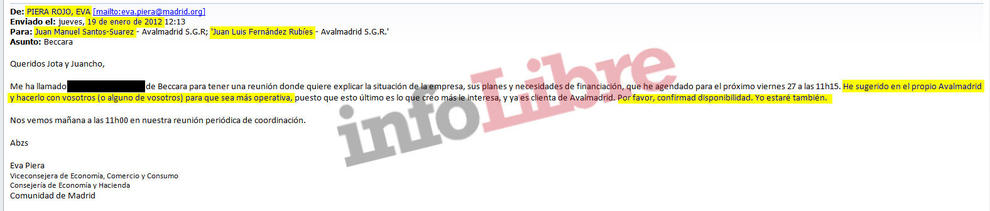 De: PIERA ROJO, EVA [mailto:eva.piera@madrid.org]
Enviado el: jueves, 19 de enero de 2012 12:13
Para: Juan Manuel Santos-Suarez - Avalmadrid S.G.R; 'Juan Luis Fernández Rubíes - Avalmadrid S.G.R.'
Asunto: Beccara
Queridos Jota y Juancho,
Me ha llamado de Beccara para tener una reunión donde quiere explicar la situación de la empresa, sus planes y necesidades de financiación, que he agendado para el próximo viernes 27 a las 11h15. He sugerido en el propio Avalmadrid
y hacerlo con vosotros (o alguno de vosotros) para que sea más operativa, puesto que esto último es lo que creo más le interesa, y ya es clienta de Avalmadrid. Por favor, confirmad disponibilidad. Yo estaré también.
Nos vemos mañana a las 11h00 en nuestra reunión periódica de coordinación.
Abzs
Eva Piera
Viceconsejera de Economía, Comercio y Consumo
Consejería de Economía y Hacienda
Comunidad de Madrid
infoLibre